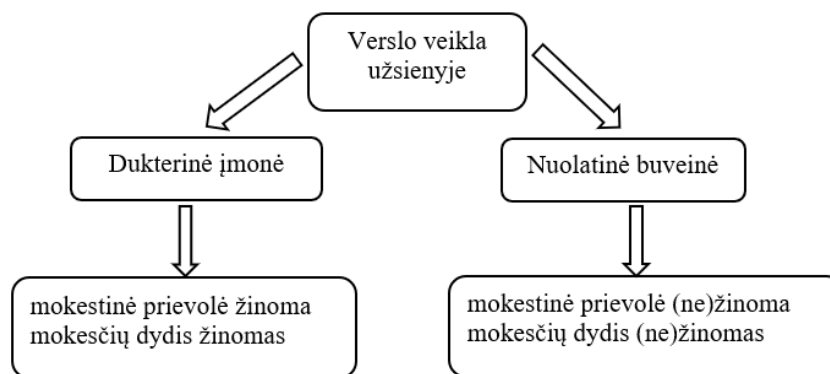 Verslo veikla
užsienyje
Dukterinė įmonė
Nuolatinė buveinė
mokestinė prievolė žinoma
mokesčių dydis žinomas
mokestinė prievolė (ne)žinoma
mokesčių dydis (ne)žinomas